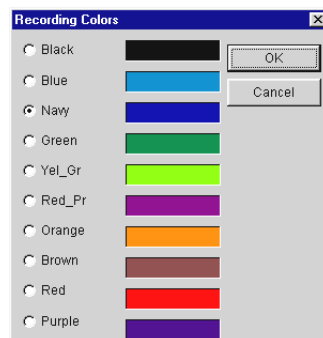 Recording Colors
Black
OK
Blue
Cancel
Navy
Green
Yel_Gr
Red_Pr
Orange
Brown
Red
Purple